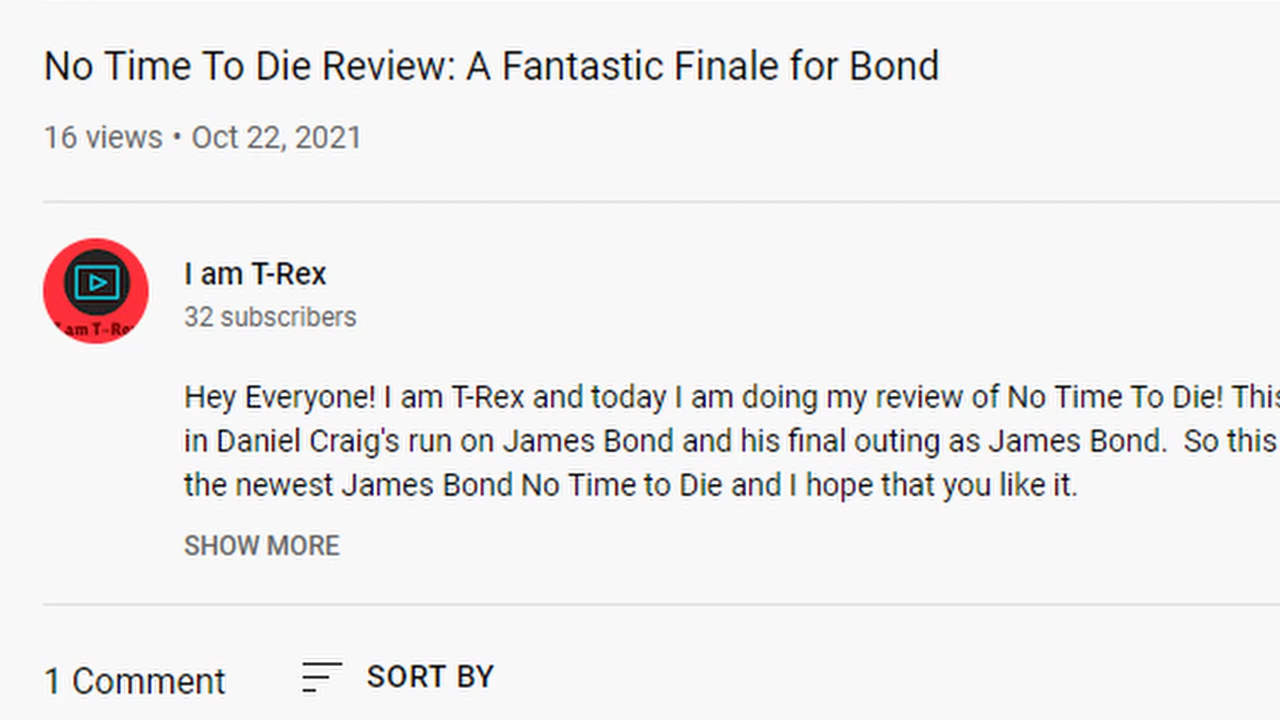 No Time To Die Review: A Fantastic Finale for Bond
16 views • Oct 22, 2021
I am T-Rex
am T-Re
32 subscribers
Hey Everyone! I am T-Rex and today I am doing my review of No Time To Die! This
in Daniel Craig's run on James Bond and his final outing as James Bond.  So this
the newest James Bond No Time to Die and I hope that you like it.
SHOW MORE
1 Comment
SORT BY